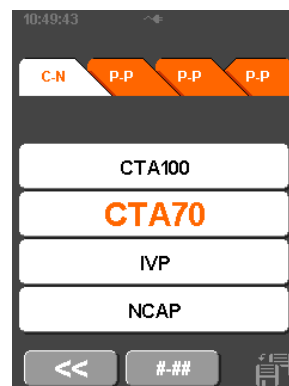 10:49:43
C-N P-P P-P P-P
CTA100
CTA70
IVP
NCAP
<< #-##